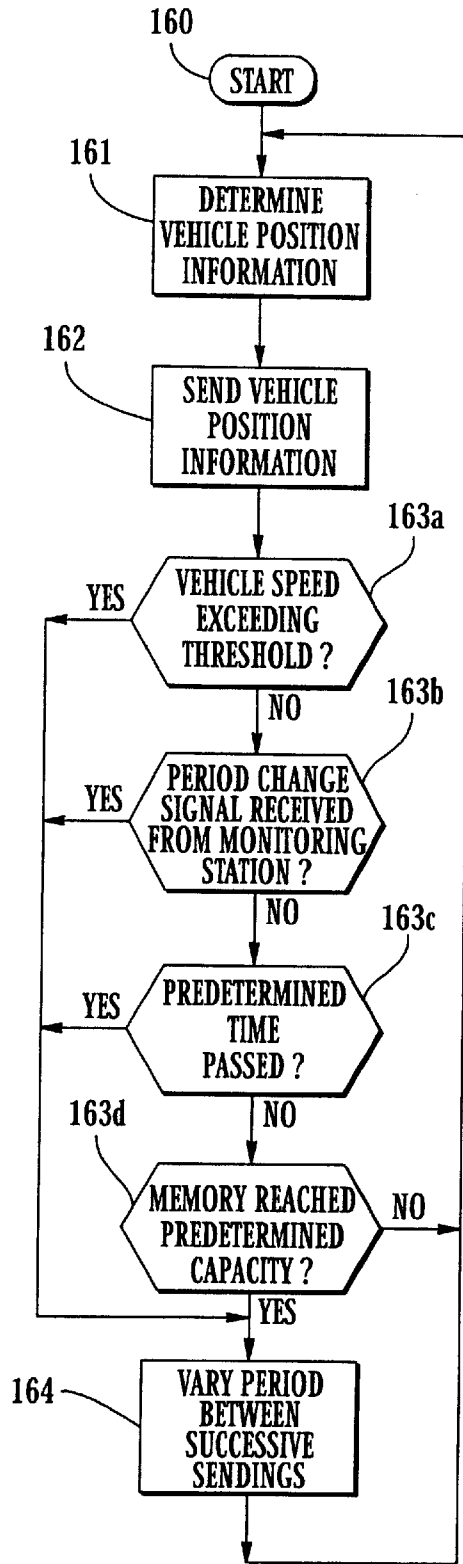 160
START
161
DETERMINE
VEHICLE POSITION
INFORMATION
162
SEND VEHICLE
POSITION
INFORMATION
163a
VEHICLE SPEED
EXCEEDING
THRESHOLD ?
YES
NO
163b
PERIOD CHANGE
SIGNAL RECEIVED
FROM MONITORING
STATION ?
YES
NO
163c
PREDETERMINED
TIME
PASSED ?
YES
NO
163d
MEMORY REACHED
PREDETERMINED
CAPACITY ?
NO
YES
164
VARY PERIOD
BETWEEN
SUCCESSIVE
SENDINGS